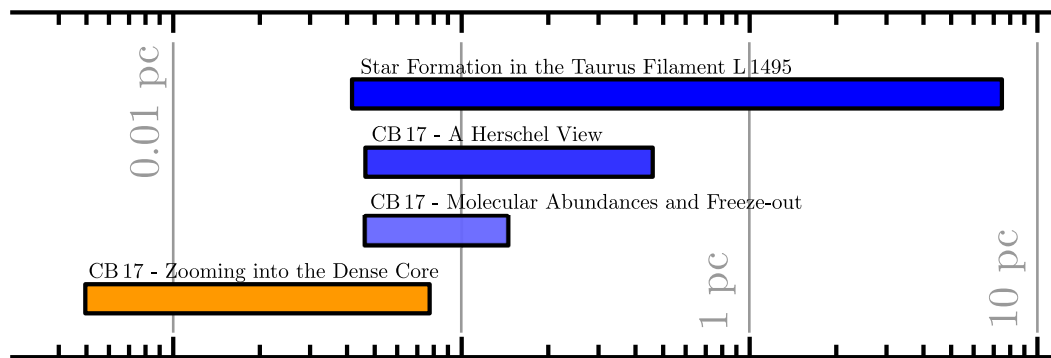 0.01 pc
Star Formation in the Taurus Filament L 1495
CB 17 - A Herschel View
CB 17 - Molecular Abundances and Freeze-out
CB 17 - Zooming into the Dense Core
1 pc
10 pc